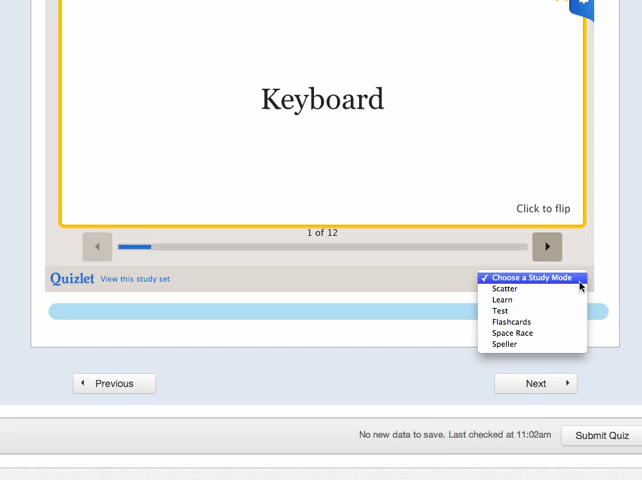 Keyboard
Click to flip
1 of 12
Quizlet View this study set
✓ Choose a Study Mode
Scatter
Learn
Test
Flashcards
Space Race
Speller
Previous
Next
No new data to save. Last checked at 11:02am
Submit Quiz